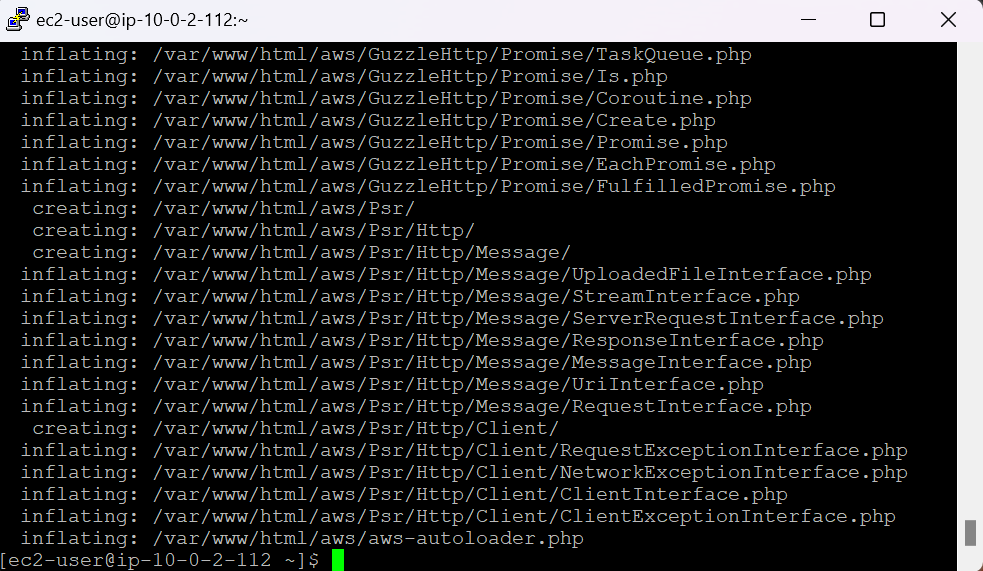 ec2-user@ip-10-0-2-112:~
inflating: /var/www/html/aws/GuzzleHttp/Promise/TaskQueue.php
inflating: /var/www/html/aws/GuzzleHttp/Promise/Is.php
inflating: /var/www/html/aws/GuzzleHttp/Promise/Coroutine.php
inflating: /var/www/html/aws/GuzzleHttp/Promise/Create.php
inflating: /var/www/html/aws/GuzzleHttp/Promise/Promise.php
inflating: /var/www/html/aws/GuzzleHttp/Promise/EachPromise.php
inflating: /var/www/html/aws/GuzzleHttp/Promise/FulfilledPromise.php
creating: /var/www/html/aws/Psr/
creating: /var/www/html/aws/Psr/Http/
creating: /var/www/html/aws/Psr/Http/Message/
inflating: /var/www/html/aws/Psr/Http/Message/UploadedFileInterface.php
inflating: /var/www/html/aws/Psr/Http/Message/StreamInterface.php
inflating: /var/www/html/aws/Psr/Http/Message/ServerRequestInterface.php
inflating: /var/www/html/aws/Psr/Http/Message/ResponseInterface.php
inflating: /var/www/html/aws/Psr/Http/Message/MessageInterface.php
inflating: /var/www/html/aws/Psr/Http/Message/UriInterface.php
inflating: /var/www/html/aws/Psr/Http/Message/RequestInterface.php
creating: /var/www/html/aws/Psr/Http/Client/
inflating: /var/www/html/aws/Psr/Http/Client/RequestExceptionInterface.php
inflating: /var/www/html/aws/Psr/Http/Client/NetworkExceptionInterface.php
inflating: /var/www/html/aws/Psr/Http/Client/ClientInterface.php
inflating: /var/www/html/aws/Psr/Http/Client/ClientExceptionInterface.php
inflating: /var/www/html/aws/aws-autoloader.php
[ec2-user@ip-10-0-2-112 ~]$